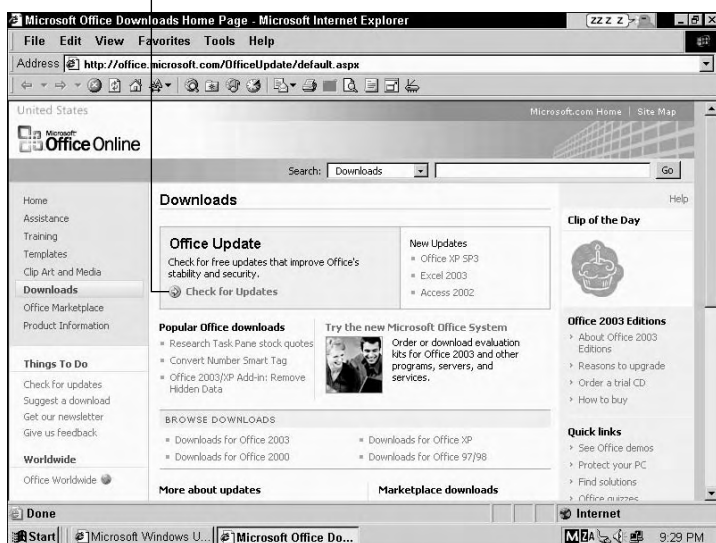 Microsoft Office Downloads Home Page - Microsoft Internet Explorer
ZZ Z Z
File Edit View Favorites Tools Help
Address http://office.microsoft.com/OfficeUpdate/default.aspx
United States
Microsoft.com Home | Site Map
Microsoft
Office Online
Search: Downloads Go
Home
Assistance
Training
Templates
Clip Art and Media
Downloads
Office Marketplace
Product Information
Things To Do
Check for updates
Suggest a download
Get our newsletter
Give us feedback
Worldwide
Office Worldwide
Downloads
Office Update
Check for free updates that improve Office's
stability and security.
Check for Updates
New Updates
Office XP SP3
Excel 2003
Access 2002
Popular Office downloads
Research Task Pane stock quotes
Convert Number Smart Tag
Office 2003/XP Add-in: Remove
Hidden Data
Try the new Microsoft Office System
Order or download evaluation
kits for Office 2003 and other
programs, servers, and
services.
BROWSE DOWNLOADS
Downloads for Office 2003
Downloads for Office XP
Downloads for Office 2000
Downloads for Office 97/98
More about updates
Marketplace downloads
Help
Clip of the Day
Office 2003 Editions
About Office 2003
Editions
Reasons to upgrade
Order a trial CD
How to buy
Quick links
See Office demos
Protect your PC
Find solutions
Office quizzes
Done
Internet
Start
Microsoft Windows U...
Microsoft Office Do...
9:29 PM